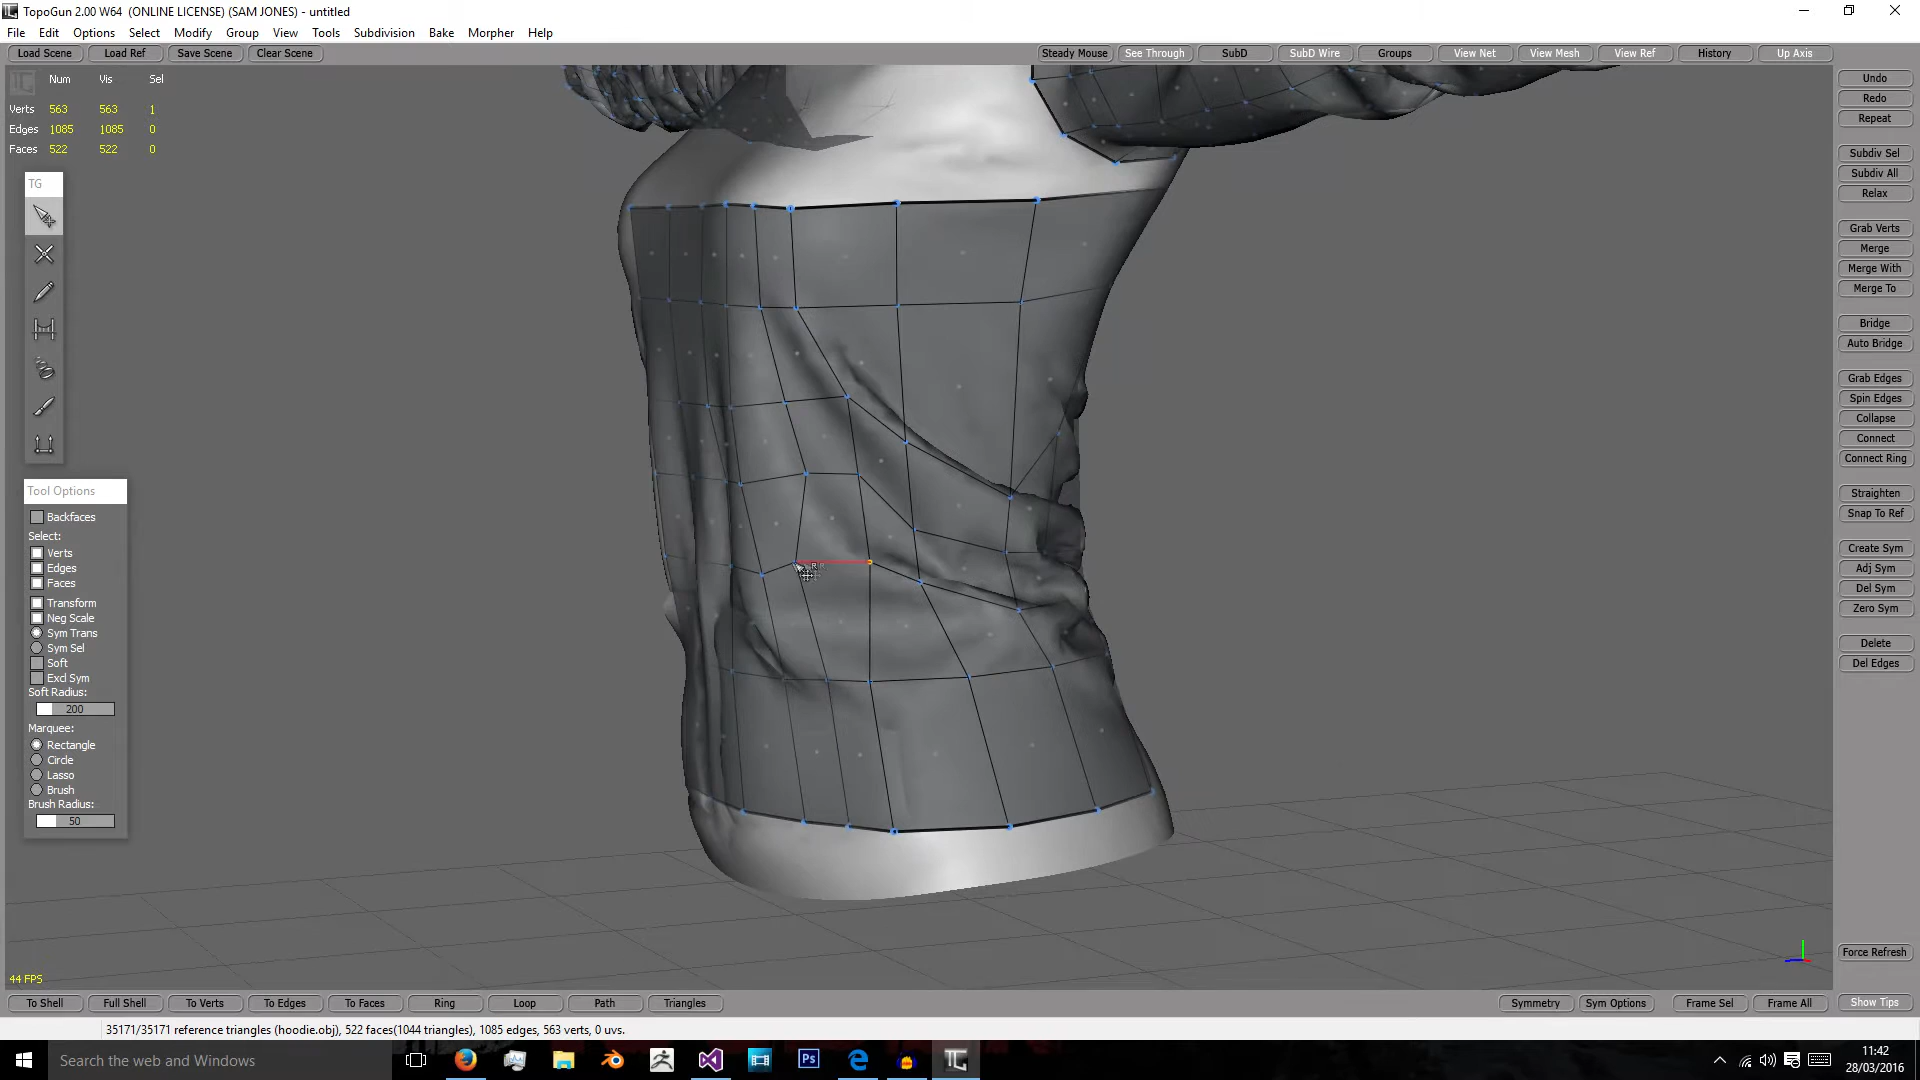 TopoGun 2.00 W64 (ONLINE LICENSE) (SAM JONES) - untitled
File Edit Options Select Modify Group View Tools Subdivision Bake Morpher Help
Load Scene Load Ref Save Scene Clear Scene Steady Mouse See Through SubD SubD Wire Groups View Net View Mesh View Ref History Up Axis
Num Vis Sel
Verts 563 563 1
Edges 1085 1085 0
Faces 522 522 0
TG
Tool Options
Backfaces
Select:
Verts
Edges
Faces
Transform
Neg Scale
Sym Trans
Sym Sel
Soft
Excl Sym
Soft Radius:
200
Marquee:
Rectangle
Circle
Lasso
Brush
Brush Radius:
50
Undo
Redo
Repeat
Subdiv Sel
Subdiv All
Relax
Grab Verts
Merge
Merge With
Merge To
Bridge
Auto Bridge
Grab Edges
Spin Edges
Collapse
Connect
Connect Ring
Straighten
Snap To Ref
Create Sym
Adj Sym
Del Sym
Zero Sym
Delete
Del Edges
Force Refresh
Show Tips
44 FPS
To Shell Full Shell To Verts To Edges To Faces Ring Loop Path Triangles Symmetry Sym Options Frame Sel Frame All
35171/35171 reference triangles (hoodie.obj), 522 faces(1044 triangles), 1085 edges, 563 verts, 0 uvs.
Search the web and Windows
Ps
11:42
28/03/2016